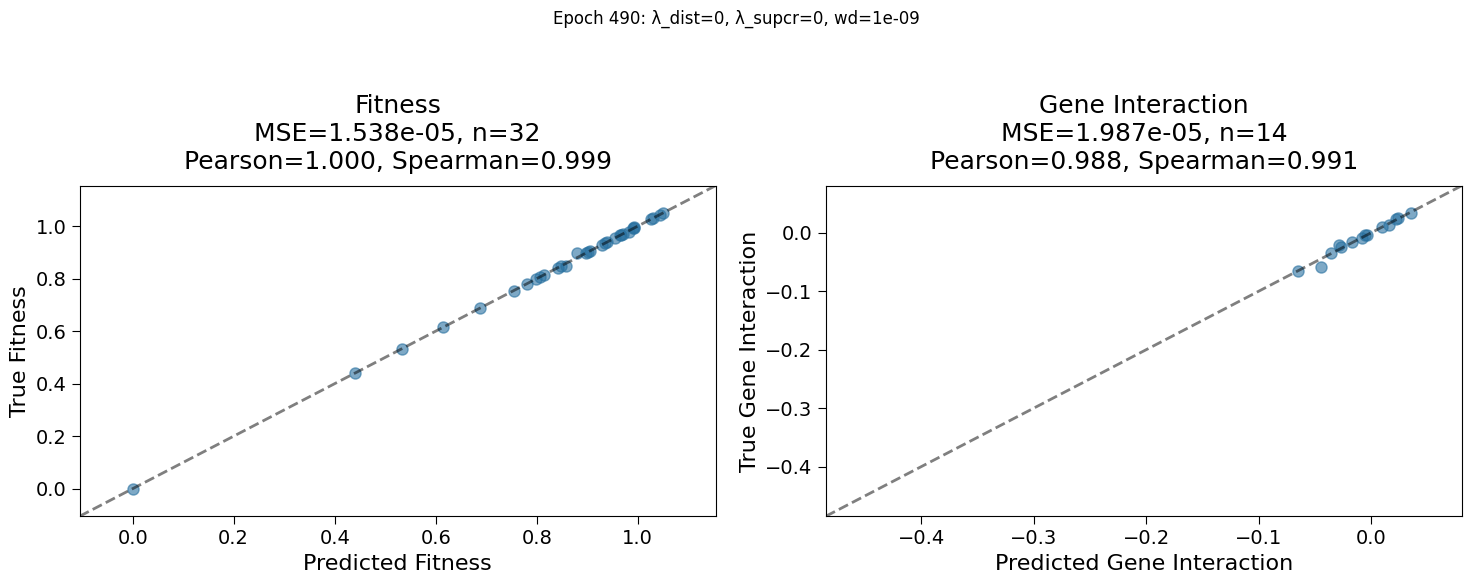 Epoch 490: λ_dist=0, λ_supcr=0, wd=1e-09
Fitness
MSE=1.538e-05, n=32
Pearson=1.000, Spearman=0.999
True Fitness
1.0
0.8
0.6
0.4
0.2
0.0
0.0 0.2 0.4 0.6 0.8 1.0
Predicted Fitness
Gene Interaction
MSE=1.987e-05, n=14
Pearson=0.988, Spearman=0.991
True Gene Interaction
0.0
−0.1
−0.2
−0.3
−0.4
−0.4 −0.3 −0.2 −0.1 0.0
Predicted Gene Interaction